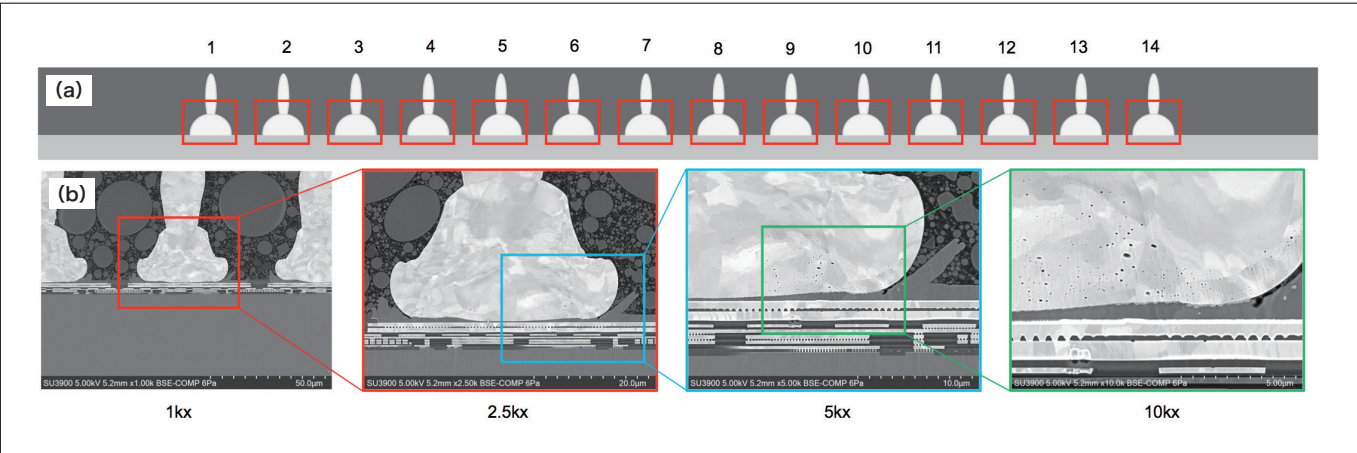 1 2 3 4 5 6 7 8 9 10 11 12 13 14
(a)
(b)
SU3900 5.00kV 5.2mm x1.00k BSE-COMP 6Pa 50.0µm
SU3900 5.00kV 5.2mm x2.50k BSE-COMP 6Pa 20.0µm
SU3900 5.00kV 5.2mm x5.00k BSE-COMP 6Pa 10.0µm
SU3900 5.00kV 5.2mm x10.0k BSE-COMP 6Pa 5.00µm
1kx
2.5kx
5kx
10kx